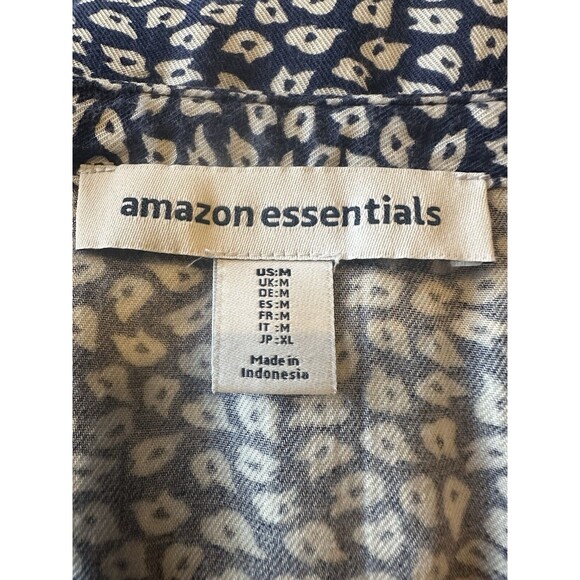 amazon essentials
US:M
UK:M
DE:M
ES:M
FR:M
IT :M
JP:XL
Made in
Indonesia